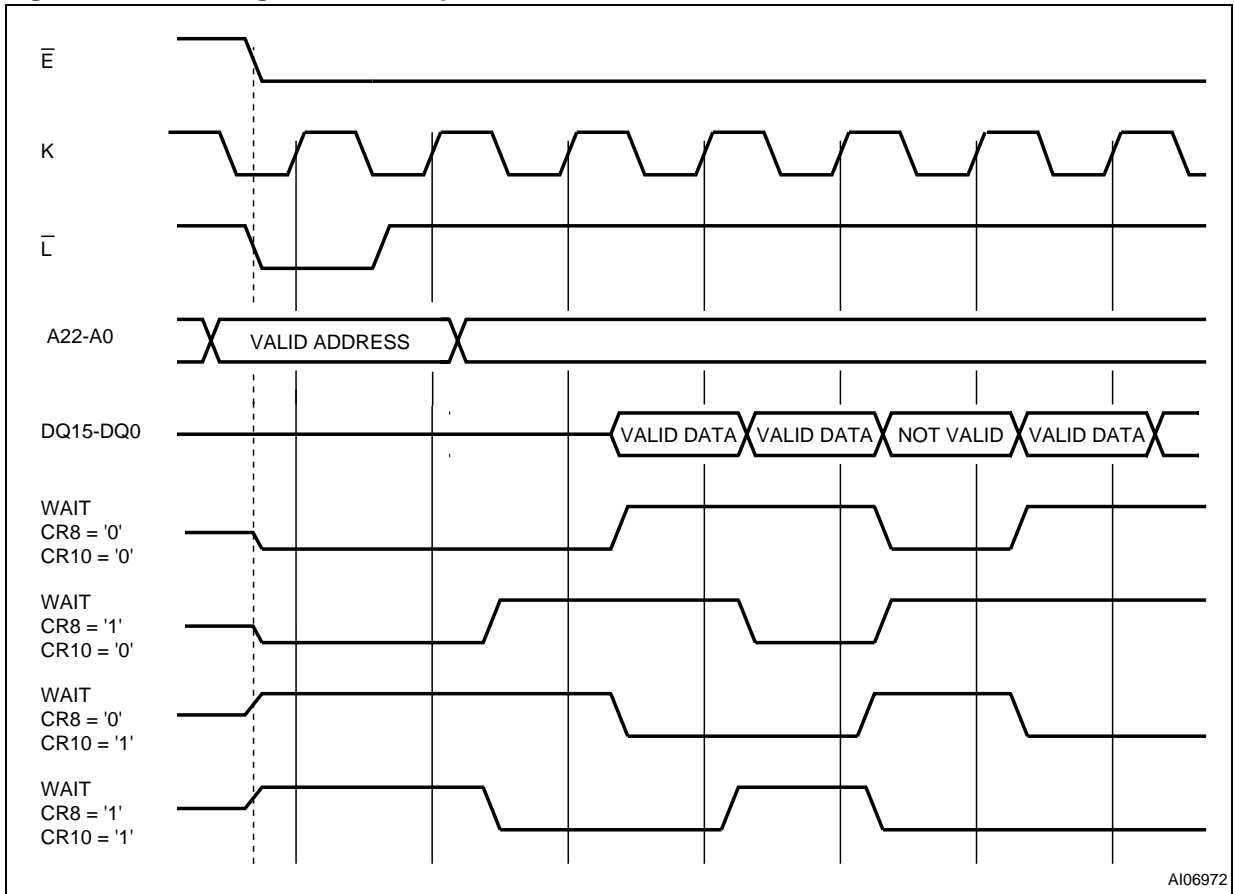 E̅
K
L̅
A22-A0
VALID ADDRESS
DQ15-DQ0
VALID DATA VALID DATA NOT VALID VALID DATA
WAIT
CR8 = '0'
CR10 = '0'
WAIT
CR8 = '1'
CR10 = '0'
WAIT
CR8 = '0'
CR10 = '1'
WAIT
CR8 = '1'
CR10 = '1'
AI06972